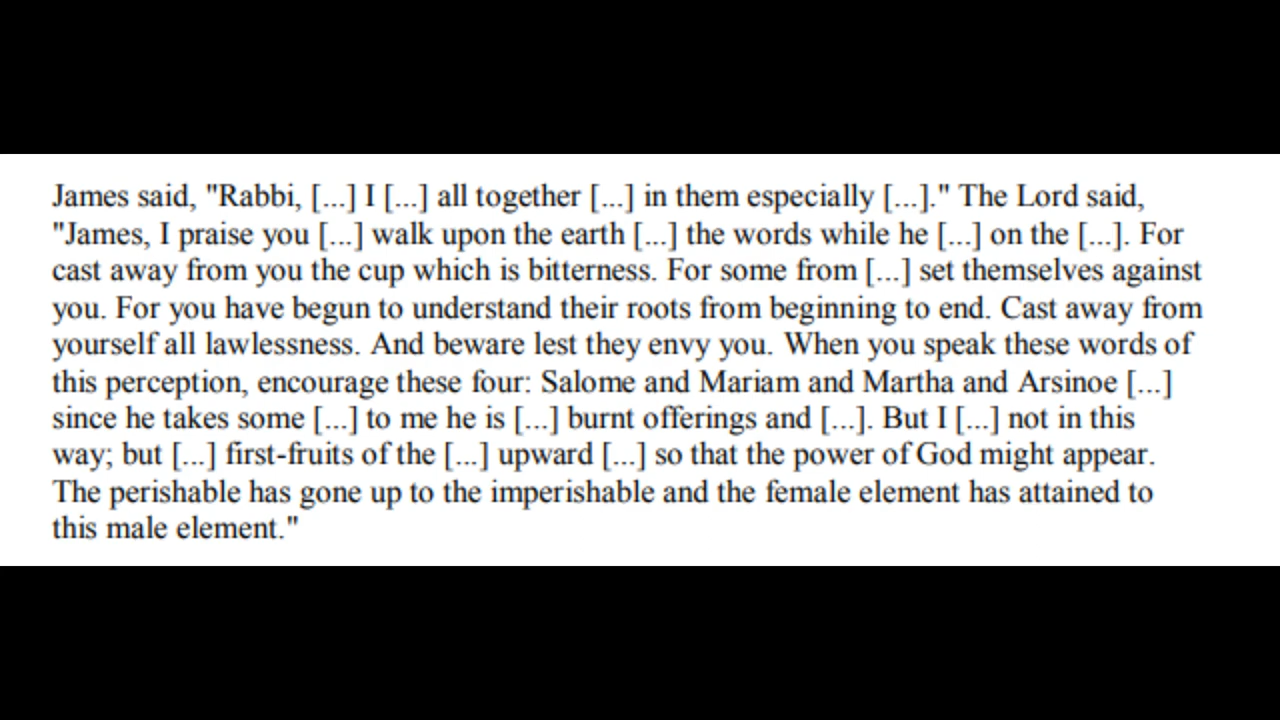 James said, "Rabbi, [...] I [...] all together [...] in them especially [...]." The Lord said,
"James, I praise you [...] walk upon the earth [...] the words while he [...] on the [...]. For
cast away from you the cup which is bitterness. For some from [...] set themselves against
you. For you have begun to understand their roots from beginning to end. Cast away from
yourself all lawlessness. And beware lest they envy you. When you speak these words of
this perception, encourage these four: Salome and Mariam and Martha and Arsinoe [...]
since he takes some [...] to me he is [...] burnt offerings and [...]. But I [...] not in this
way; but [...] first-fruits of the [...] upward [...] so that the power of God might appear.
The perishable has gone up to the imperishable and the female element has attained to
this male element."